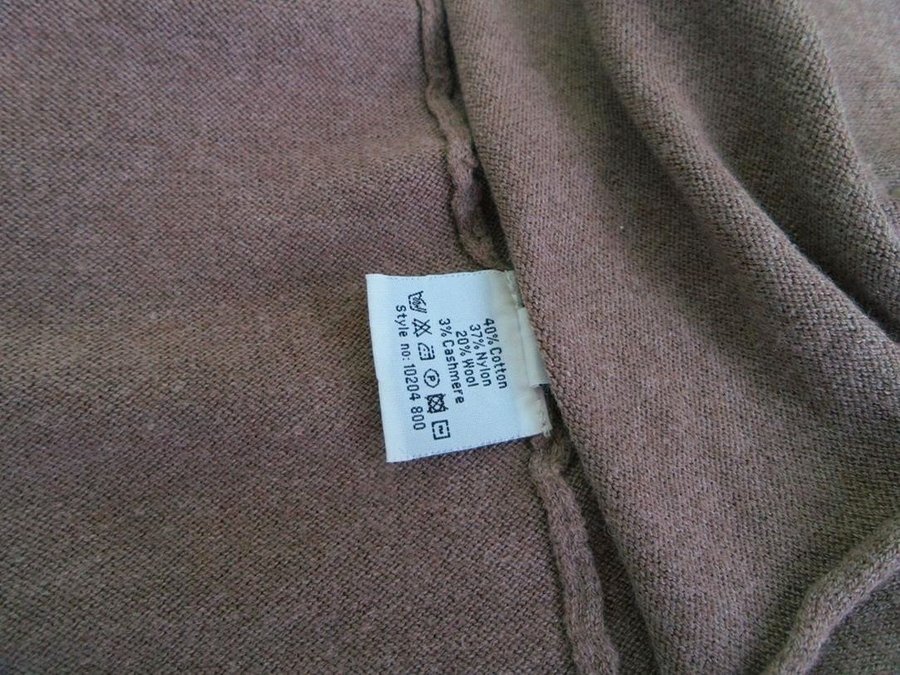 40% Cotton
37% Nylon
20% Wool
3% Cashmere
Style no: 10204 800